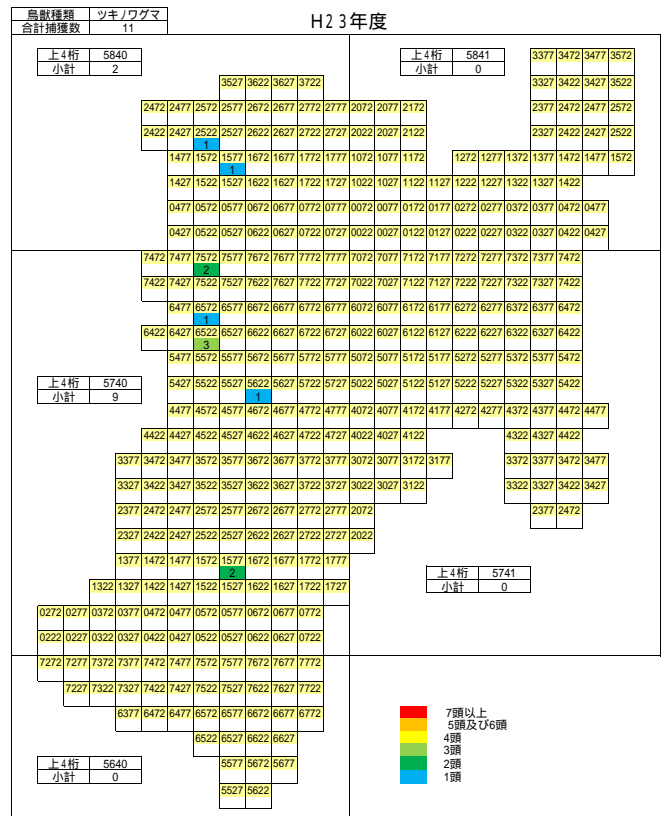 鳥獣種類 ツキノワグマ
合計捕獲数 11
H23年度
上4桁 5840
小計 2
上4桁 5841
小計 0
3377 3472 3477 3572
3527 3622 3627 3722 3327 3422 3427 3522
2472 2477 2572 2577 2672 2677 2772 2777 2072 2077 2172 2377 2472 2477 2572
2422 2427 2522 2527 2622 2627 2722 2727 2022 2027 2122 2327 2422 2427 2522
1
1477 1572 1577 1672 1677 1772 1777 1072 1077 1172 1272 1277 1372 1377 1472 1477 1572
1
1427 1522 1527 1622 1627 1722 1727 1022 1027 1122 1127 1222 1227 1322 1327 1422
0477 0572 0577 0672 0677 0772 0777 0072 0077 0172 0177 0272 0277 0372 0377 0472 0477
0427 0522 0527 0622 0627 0722 0727 0022 0027 0122 0127 0222 0227 0322 0327 0422 0427
7472 7477 7572 7577 7672 7677 7772 7777 7072 7077 7172 7177 7272 7277 7372 7377 7472
2
7422 7427 7522 7527 7622 7627 7722 7727 7022 7027 7122 7127 7222 7227 7322 7327 7422
6477 6572 6577 6672 6677 6772 6777 6072 6077 6172 6177 6272 6277 6372 6377 6472
1
6422 6427 6522 6527 6622 6627 6722 6727 6022 6027 6122 6127 6222 6227 6322 6327 6422
3
5477 5572 5577 5672 5677 5772 5777 5072 5077 5172 5177 5272 5277 5372 5377 5472
上4桁 5740
小計 9
5427 5522 5527 5622 5627 5722 5727 5022 5027 5122 5127 5222 5227 5322 5327 5422
1
4477 4572 4577 4672 4677 4772 4777 4072 4077 4172 4177 4272 4277 4372 4377 4472 4477
4422 4427 4522 4527 4622 4627 4722 4727 4022 4027 4122 4322 4327 4422
3377 3472 3477 3572 3577 3672 3677 3772 3777 3072 3077 3172 3177 3372 3377 3472 3477
3327 3422 3427 3522 3527 3622 3627 3722 3727 3022 3027 3122 3322 3327 3422 3427
2377 2472 2477 2572 2577 2672 2677 2772 2777 2072 2377 2472
2327 2422 2427 2522 2527 2622 2627 2722 2727 2022
1377 1472 1477 1572 1577 1672 1677 1772 1777
2
上4桁 5741
小計 0
1322 1327 1422 1427 1522 1527 1622 1627 1722 1727
0272 0277 0372 0377 0472 0477 0572 0577 0672 0677 0772
0222 0227 0322 0327 0422 0427 0522 0527 0622 0627 0722
7272 7277 7372 7377 7472 7477 7572 7577 7672 7677 7772
7227 7322 7327 7422 7427 7522 7527 7622 7627 7722
6377 6472 6477 6572 6577 6672 6677 6772
6522 6527 6622 6627
上4桁 5640
小計 0
5577 5672 5677
5527 5622
7頭以上
5頭及び6頭
4頭
3頭
2頭
1頭